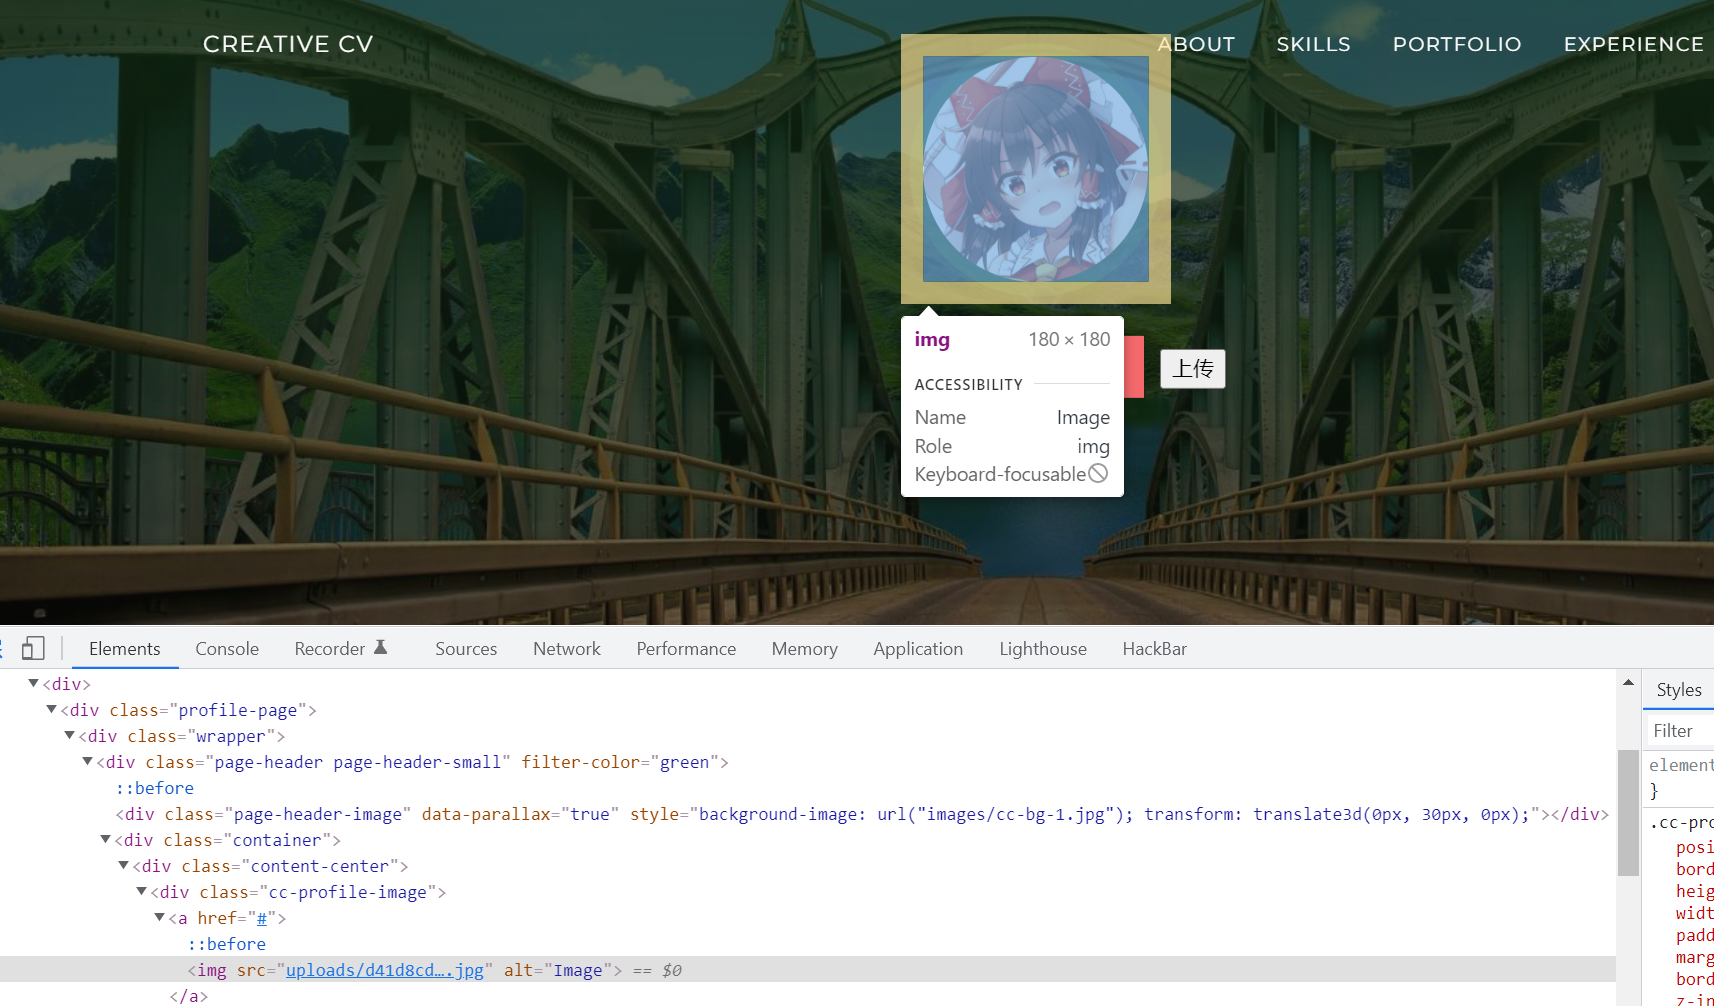 CREATIVE CV
ABOUT SKILLS PORTFOLIO EXPERIENCE
img 180 × 180
上传
ACCESSIBILITY
Name Image
Role img
Keyboard-focusable
Elements Console Recorder Sources Network Performance Memory Application Lighthouse HackBar
<div>
<div class="profile-page">
<div class="wrapper">
<div class="page-header page-header-small" filter-color="green">
::before
<div class="page-header-image" data-parallax="true" style="background-image: url("images/cc-bg-1.jpg"); transform: translate3d(0px, 30px, 0px);"></div>
<div class="container">
<div class="content-center">
<div class="cc-profile-image">
<a href="#">
::before
<img src="uploads/d41d8cd….jpg" alt="Image"> == $0
</a>
Styles
Filter
element
}
.cc-pro
posi
bord
heig
widt
padd
marg
bord
z-in